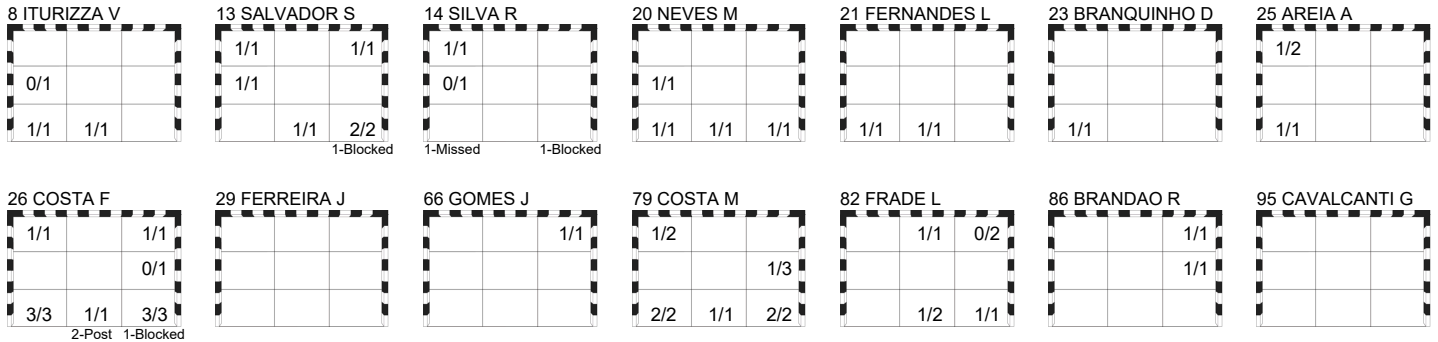 8 ITURIZZA V 13 SALVADOR S 14 SILVA R 20 NEVES M 21 FERNANDES L 23 BRANQUINHO D 25 AREIA A
1/1 1/1 1/1 1/2
0/1 1/1 0/1 1/1
1/1 1/1 1/1 2/2 1/1 1/1 1/1 1/1 1/1 1/1 1/1
1-Blocked 1-Missed 1-Blocked
26 COSTA F 29 FERREIRA J 66 GOMES J 79 COSTA M 82 FRADE L 86 BRANDAO R 95 CAVALCANTI G
1/1 1/1 1/1 1/2 1/1 0/2 1/1
0/1 1/3 1/1
3/3 1/1 3/3 2/2 1/1 2/2 1/2 1/1
2-Post 1-Blocked